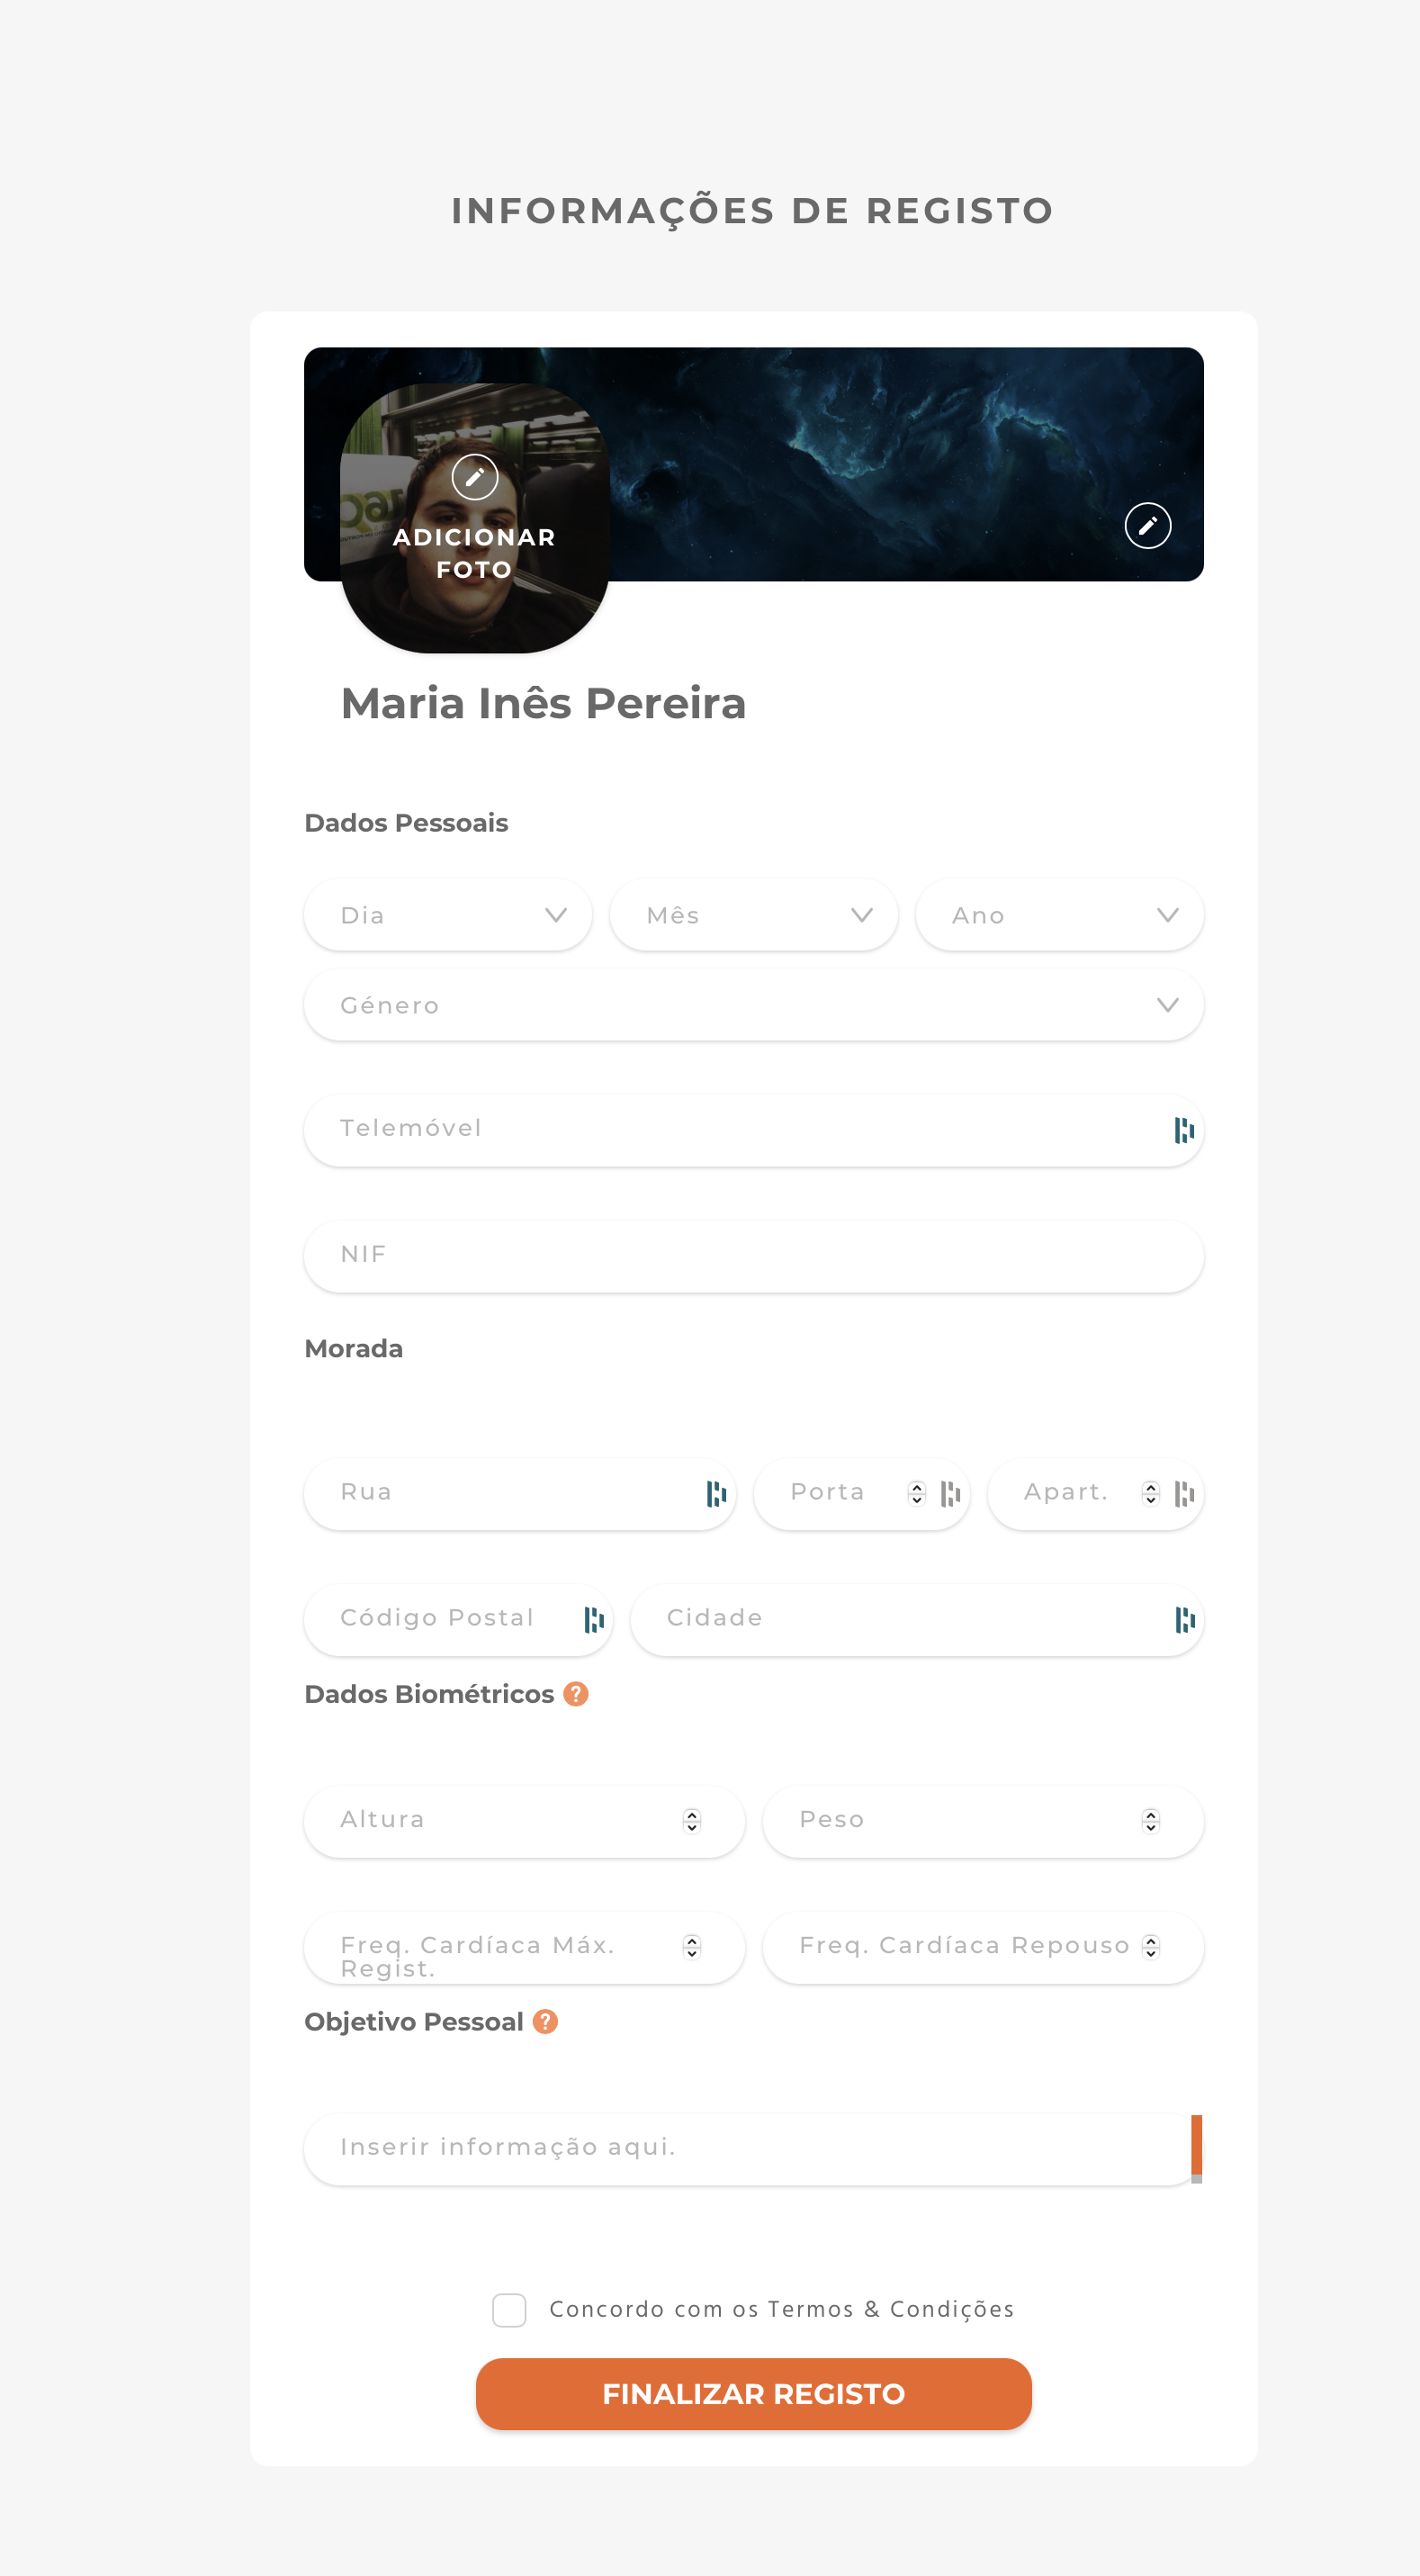 INFORMAÇÕES DE REGISTO
ADICIONAR
FOTO
Maria Inês Pereira
Dados Pessoais
Dia
Mês
Ano
Género
Telemóvel
NIF
Morada
Rua
Porta
Apart.
Código Postal
Cidade
Dados Biométricos ?
Altura
Peso
Freq. Cardíaca Máx.
Regist.
Freq. Cardíaca Repouso
Objetivo Pessoal ?
Inserir informação aqui.
Concordo com os Termos & Condições
FINALIZAR REGISTO